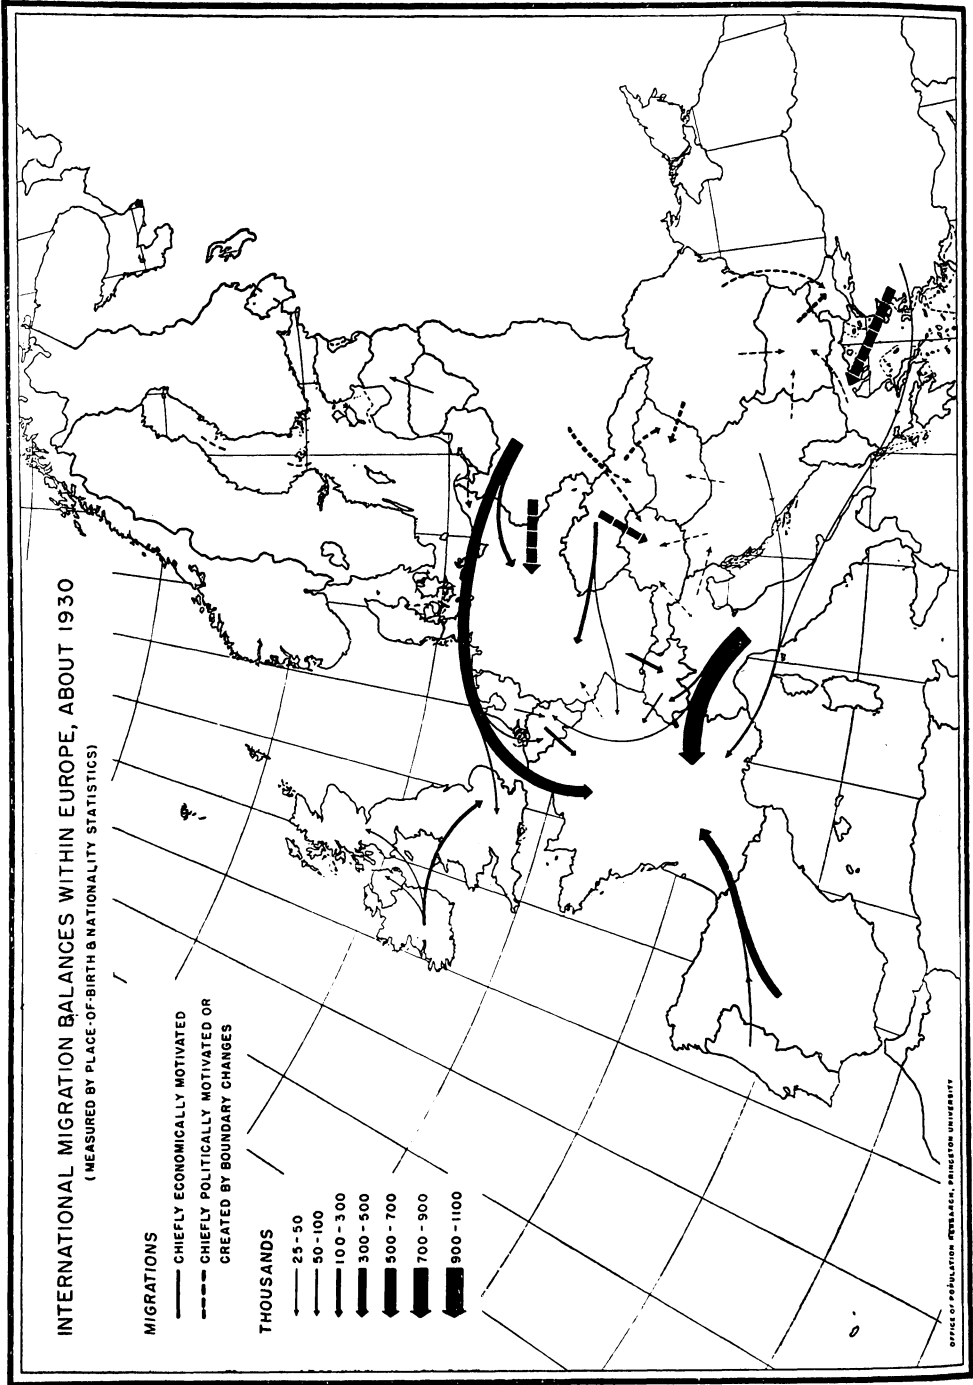 INTERNATIONAL MIGRATION BALANCES WITHIN EUROPE, ABOUT 1930
(MEASURED BY PLACE-OF-BIRTH & NATIONALITY STATISTICS)
MIGRATIONS
CHIEFLY ECONOMICALLY MOTIVATED
CHIEFLY POLITICALLY MOTIVATED OR
CREATED BY BOUNDARY CHANGES
THOUSANDS
25-50
50-100
100-300
300-500
500-700
700-900
900-1100
OFFICE OF POPULATION RESEARCH, PRINCETON UNIVERSITY